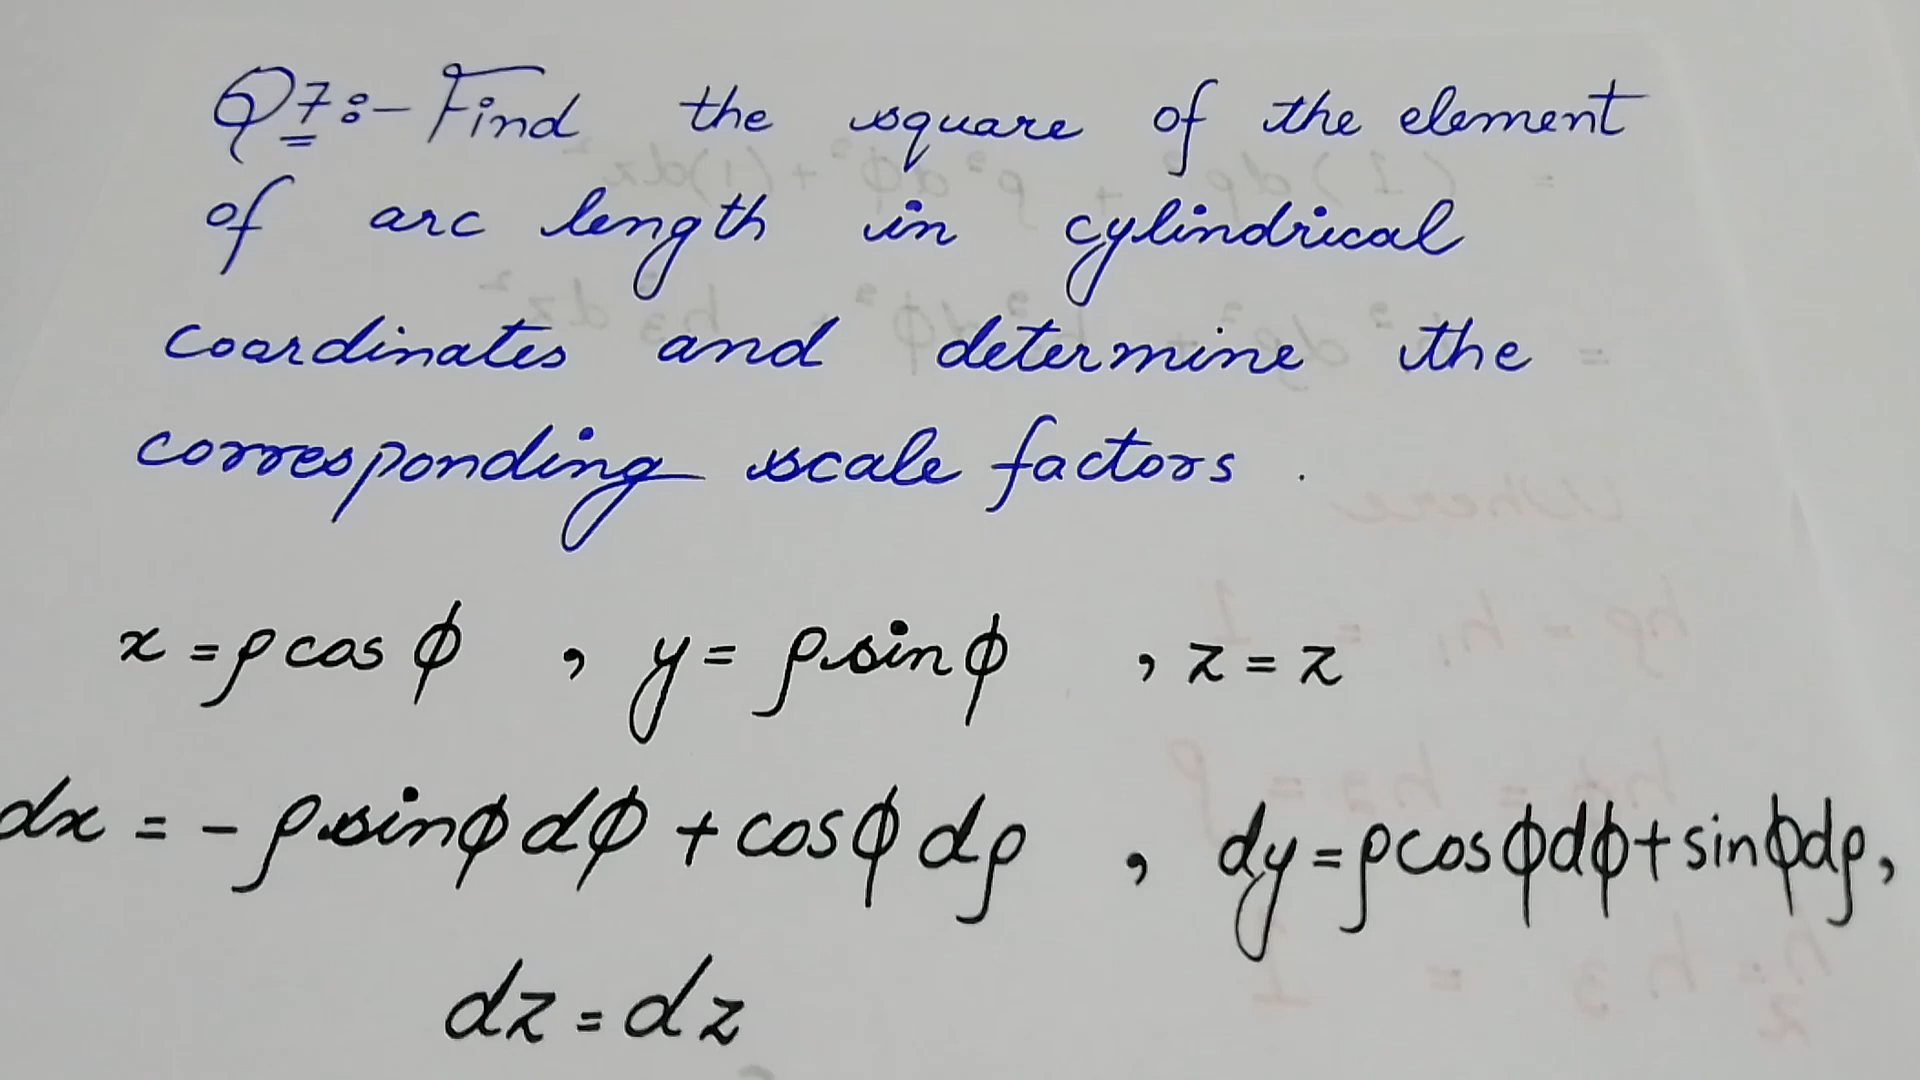 Q7:- Find the square of the element
of arc length in cylindrical
coordinates and determine the
corresponding scale factors.
x = ρ cos ϕ , y = ρ sin ϕ , z = z
dx = - ρ sin ϕ dϕ + cos ϕ dρ , dy = ρ cos ϕ dϕ + sin ϕ dρ,
dz = dz